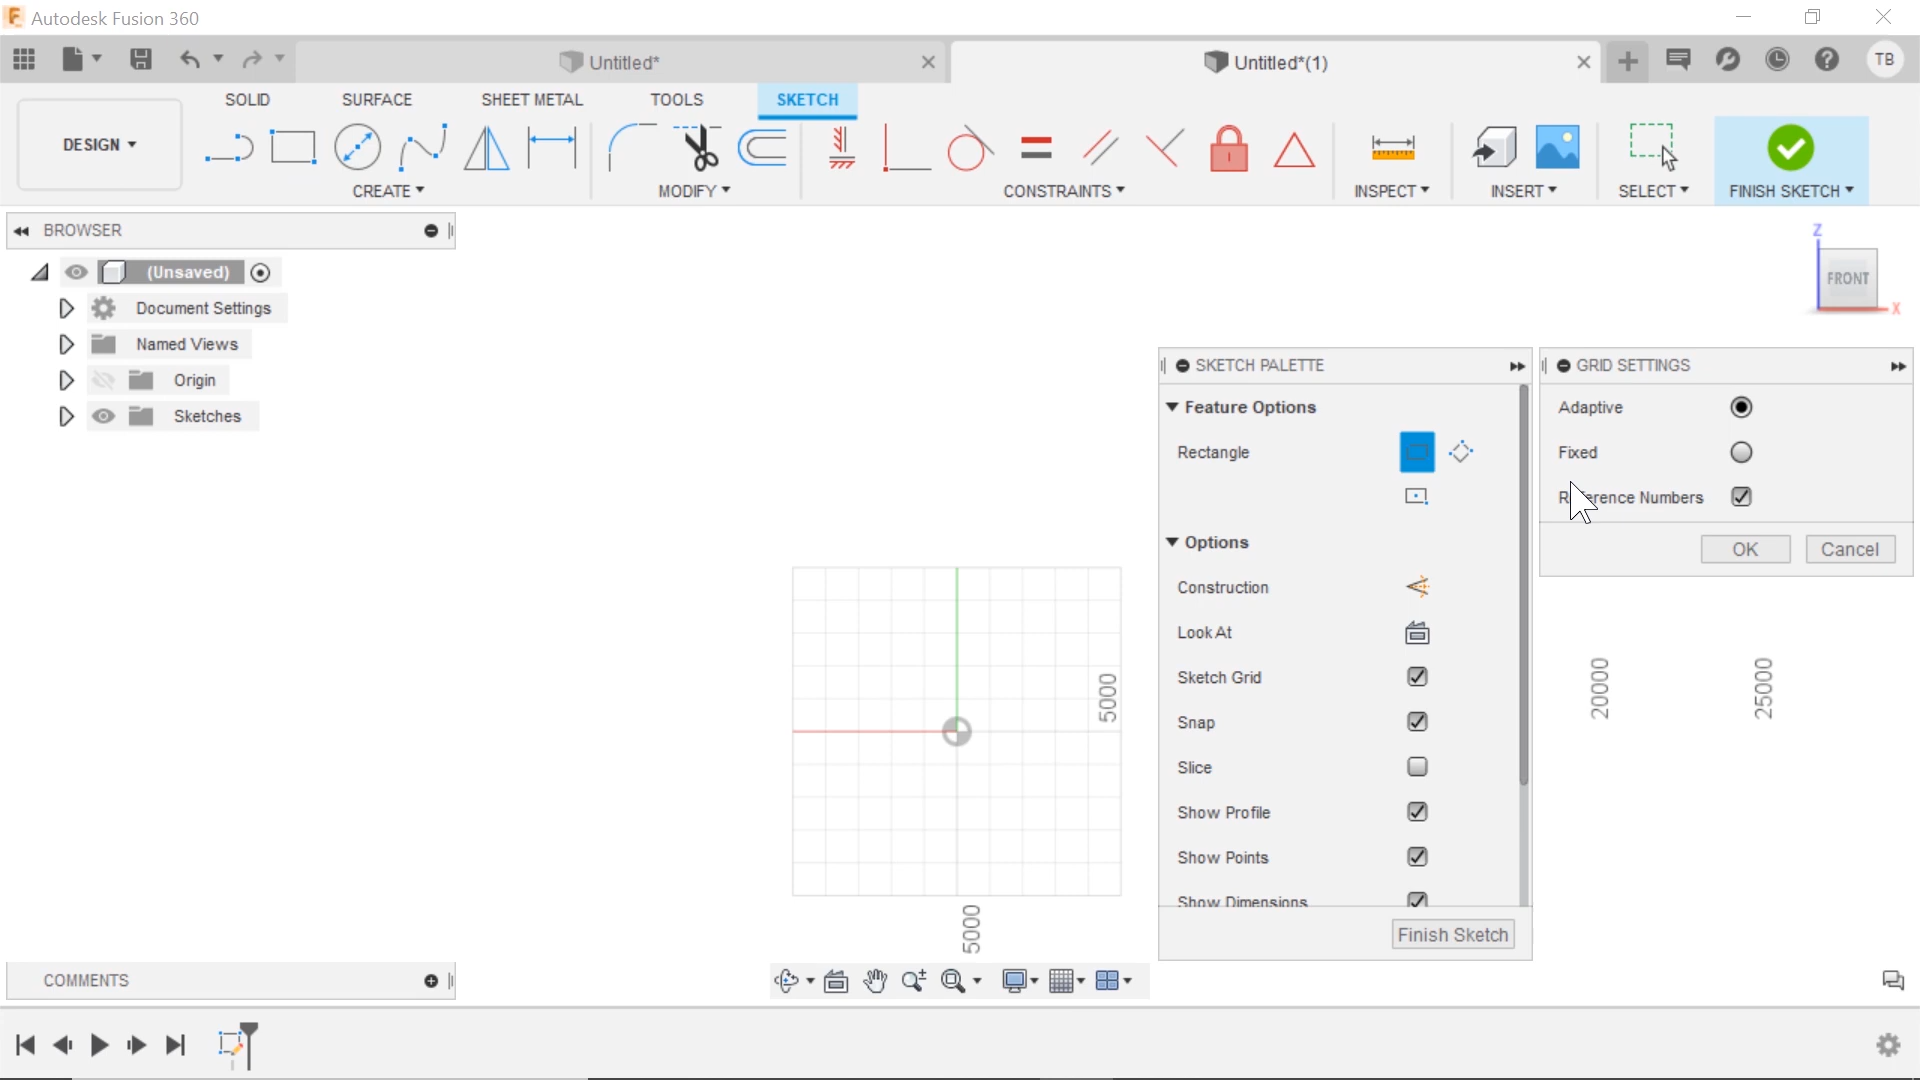 Autodesk Fusion 360
Untitled*
Untitled*(1)
TB
SOLID
SURFACE
SHEET METAL
TOOLS
SKETCH
DESIGN
CREATE
MODIFY
CONSTRAINTS
INSPECT
INSERT
SELECT
FINISH SKETCH
BROWSER
(Unsaved)
Document Settings
Named Views
Origin
Sketches
Z
FRONT
X
SKETCH PALETTE
Feature Options
Rectangle
Options
Construction
Look At
Sketch Grid
Snap
Slice
Show Profile
Show Points
Show Dimensions
Finish Sketch
GRID SETTINGS
Adaptive
Fixed
Numbers
OK
Cancel
5000
20000
25000
5000
COMMENTS